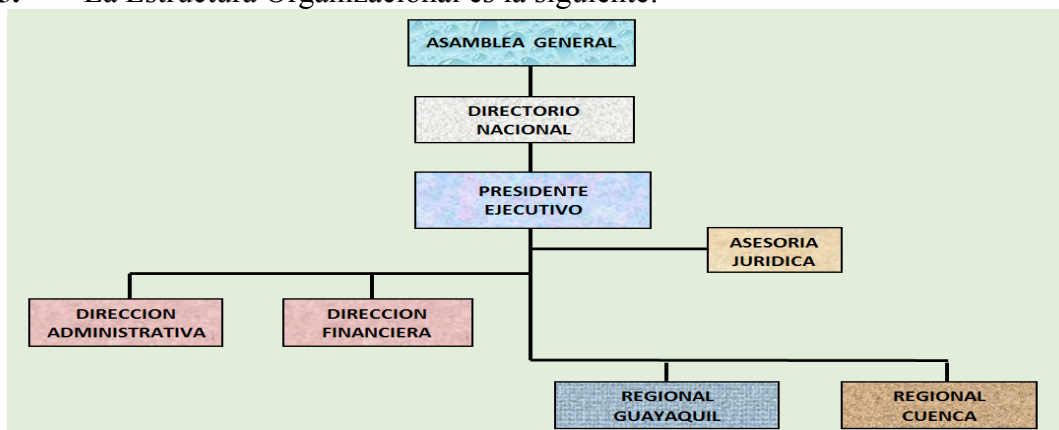 La Estructura Organizacional es la siguiente:
ASAMBLEA GENERAL
DIRECTORIO
NACIONAL
PRESIDENTE
EJECUTIVO
ASESORIA
JURIDICA
DIRECCION
ADMINISTRATIVA
DIRECCION
FINANCIERA
REGIONAL
GUAYAQUIL
REGIONAL
CUENCA